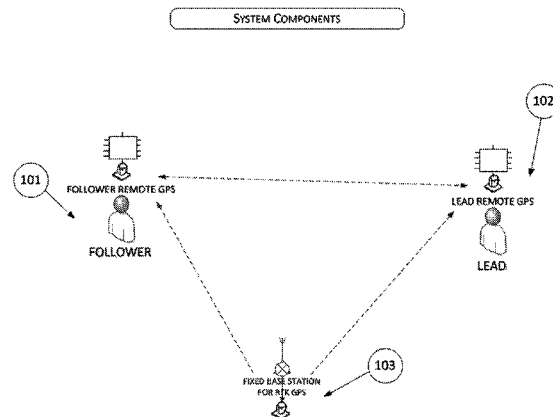 SYSTEM COMPONENTS
102
101
FOLLOWER REMOTE GPS
LEAD REMOTE GPS
FOLLOWER
LEAD
103
FIXED BASE STATION
FOR RTK GPS